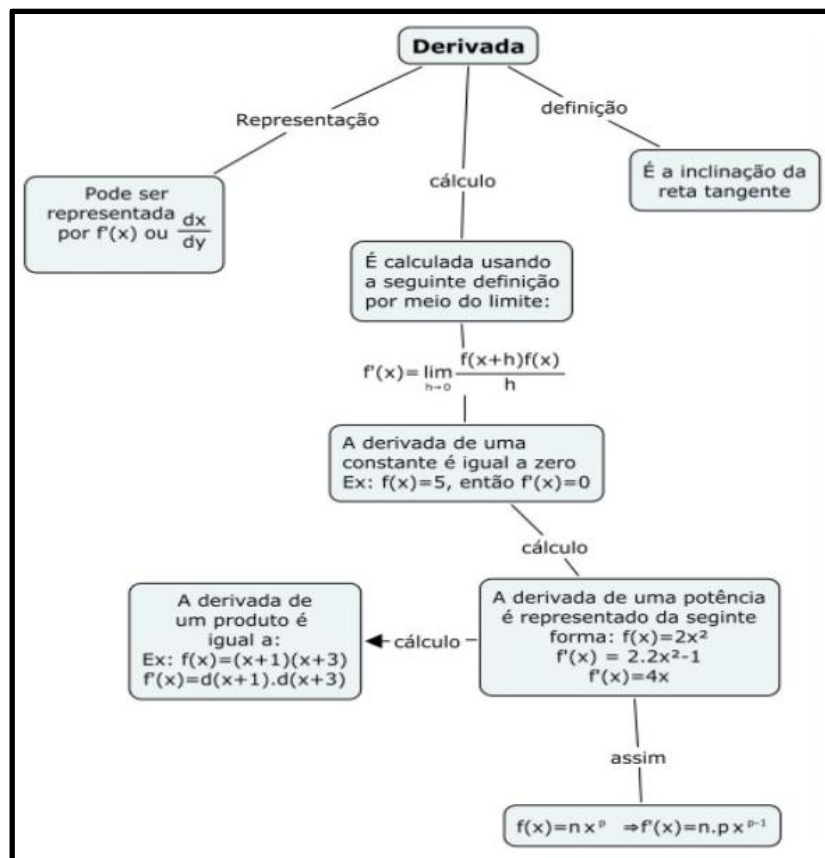 Derivada
Representação
definição
cálculo
Pode ser
representada
por f'(x) ou dx/dy
É a inclinação da
reta tangente
É calculada usando
a seguinte definição
por meio do limite:
f'(x)=lim h→0 f(x+h)f(x)/h
A derivada de uma
constante é igual a zero
Ex: f(x)=5, então f'(x)=0
cálculo
A derivada de uma potência
é representado da seginte
forma: f(x)=2x²
f'(x) = 2.2x²-1
f'(x)=4x
cálculo
A derivada de
um produto é
igual a:
Ex: f(x)=(x+1)(x+3)
f'(x)=d(x+1).d(x+3)
assim
f(x)=nxᵖ ⇒f'(x)=n.pxᵖ⁻¹